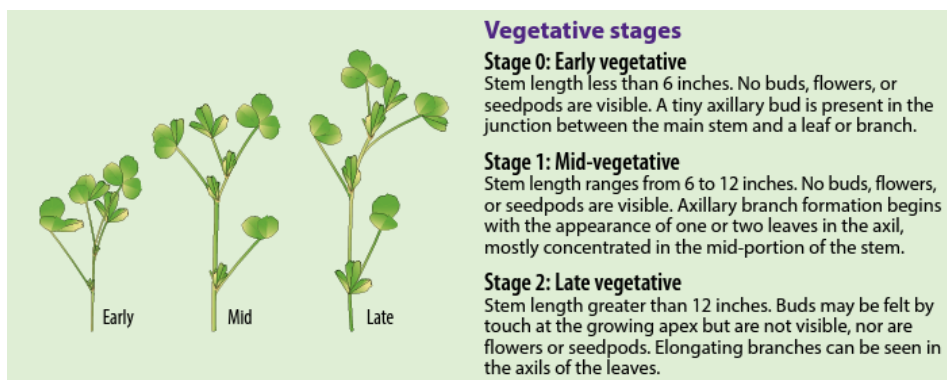 Vegetative stages
Stage 0: Early vegetative
Stem length less than 6 inches. No buds, flowers, or
seedpods are visible. A tiny axillary bud is present in the
junction between the main stem and a leaf or branch.
Stage 1: Mid-vegetative
Stem length ranges from 6 to 12 inches. No buds, flowers,
or seedpods are visible. Axillary branch formation begins
with the appearance of one or two leaves in the axil,
mostly concentrated in the mid-portion of the stem.
Stage 2: Late vegetative
Stem length greater than 12 inches. Buds may be felt by
touch at the growing apex but are not visible, nor are
flowers or seedpods. Elongating branches can be seen in
the axils of the leaves.
Early
Mid
Late